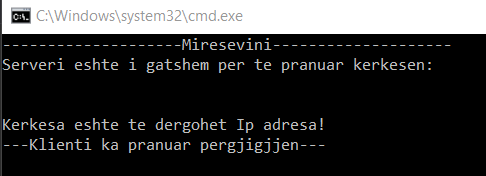 C:\Windows\system32\cmd.exe
--------------------Miresevini--------------------
Serveri eshte i gatshem per te pranuar kerkesen:
Kerkesa eshte te dergohet Ip adresa!
---Klienti ka pranuar pergjigjjen---